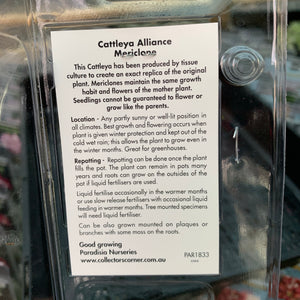 Cattleya Alliance
Mericlone
This Cattleya has been produced by tissue
culture to create an exact replica of the original
plant. Mericlones maintain the same growth
habit and flowers of the mother plant.
Seedlings cannot be guaranteed to flower or
grow like the parents.
Location - Any partly sunny or well-lit position in
all climates. Best growth and flowering occurs when
plant is given winter protection and kept out of the
cold wet rain; this allows the plant to grow even in
the winter months. Great for greenhouses.
Repotting - Repotting can be done once the plant
fills the pot. The plant can remain in pots many
years and roots can grow on the outsides of the
pot if liquid fertilisers are used.
Liquid fertilise occasionally in the warmer months
or use slow release fertilisers with occasional liquid
feeding in warmer months. Tree mounted specimens
will need liquid fertiliser.
Can be also grown mounted on plaques or
branches with some moss on the roots.
Good growing
Paradisia Nurseries
www.collectorscorner.com.au
PAR1833